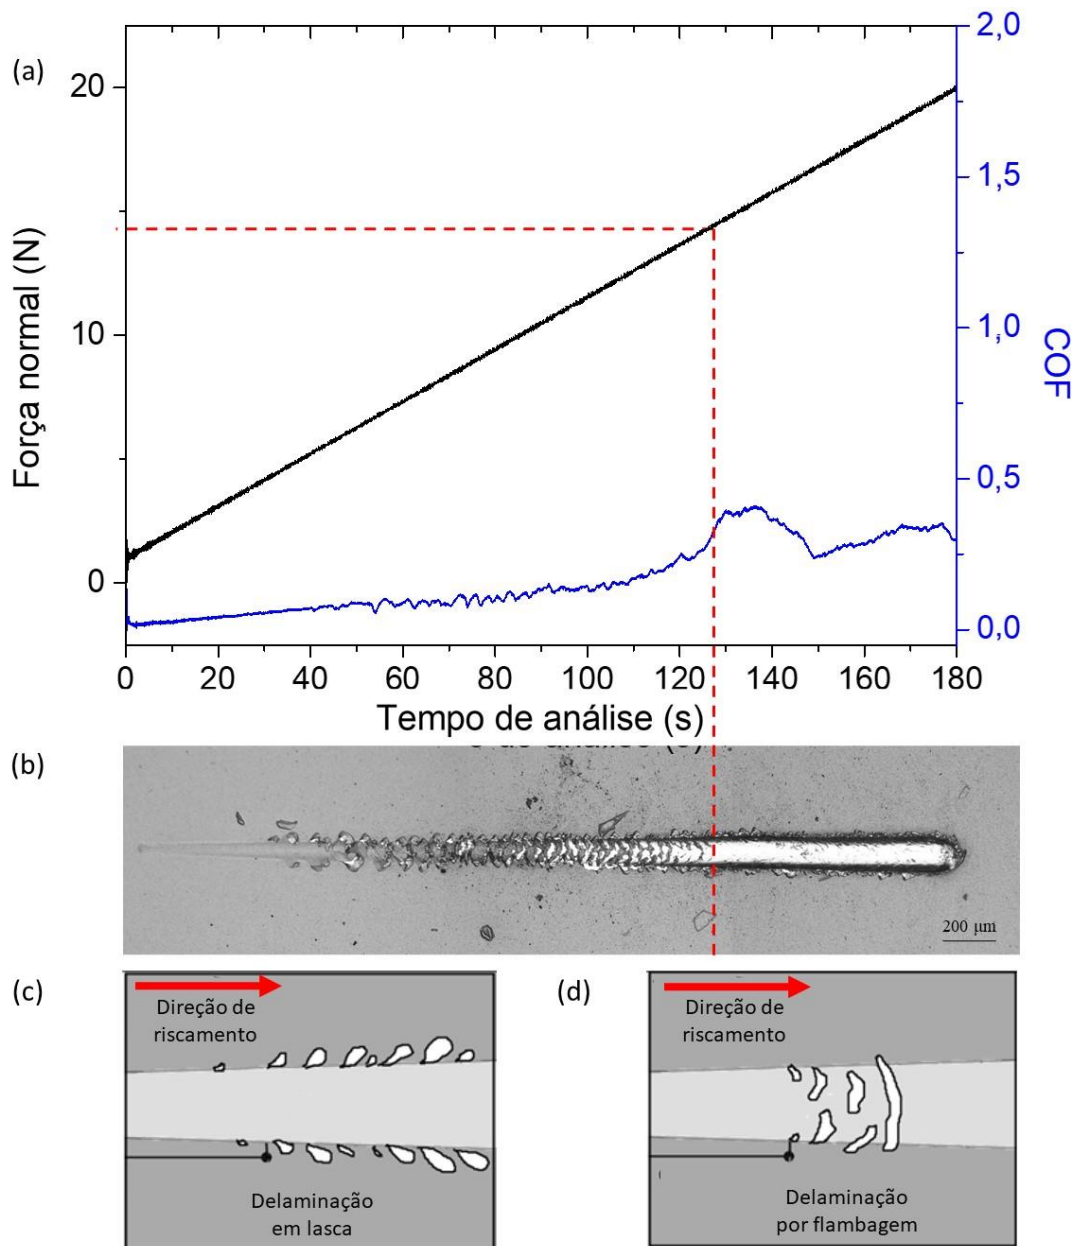 (a)
20
10
0
Força normal (N)
2,0
1,5
1,0
0,5
0,0
COF
0 20 40 60 80 100 120 140 160 180
Tempo de análise (s)
(b)
200 μm
(c)
Direção de
riscamento
Delaminação
em lasca
(d)
Direção de
riscamento
Delaminação
por flambagem